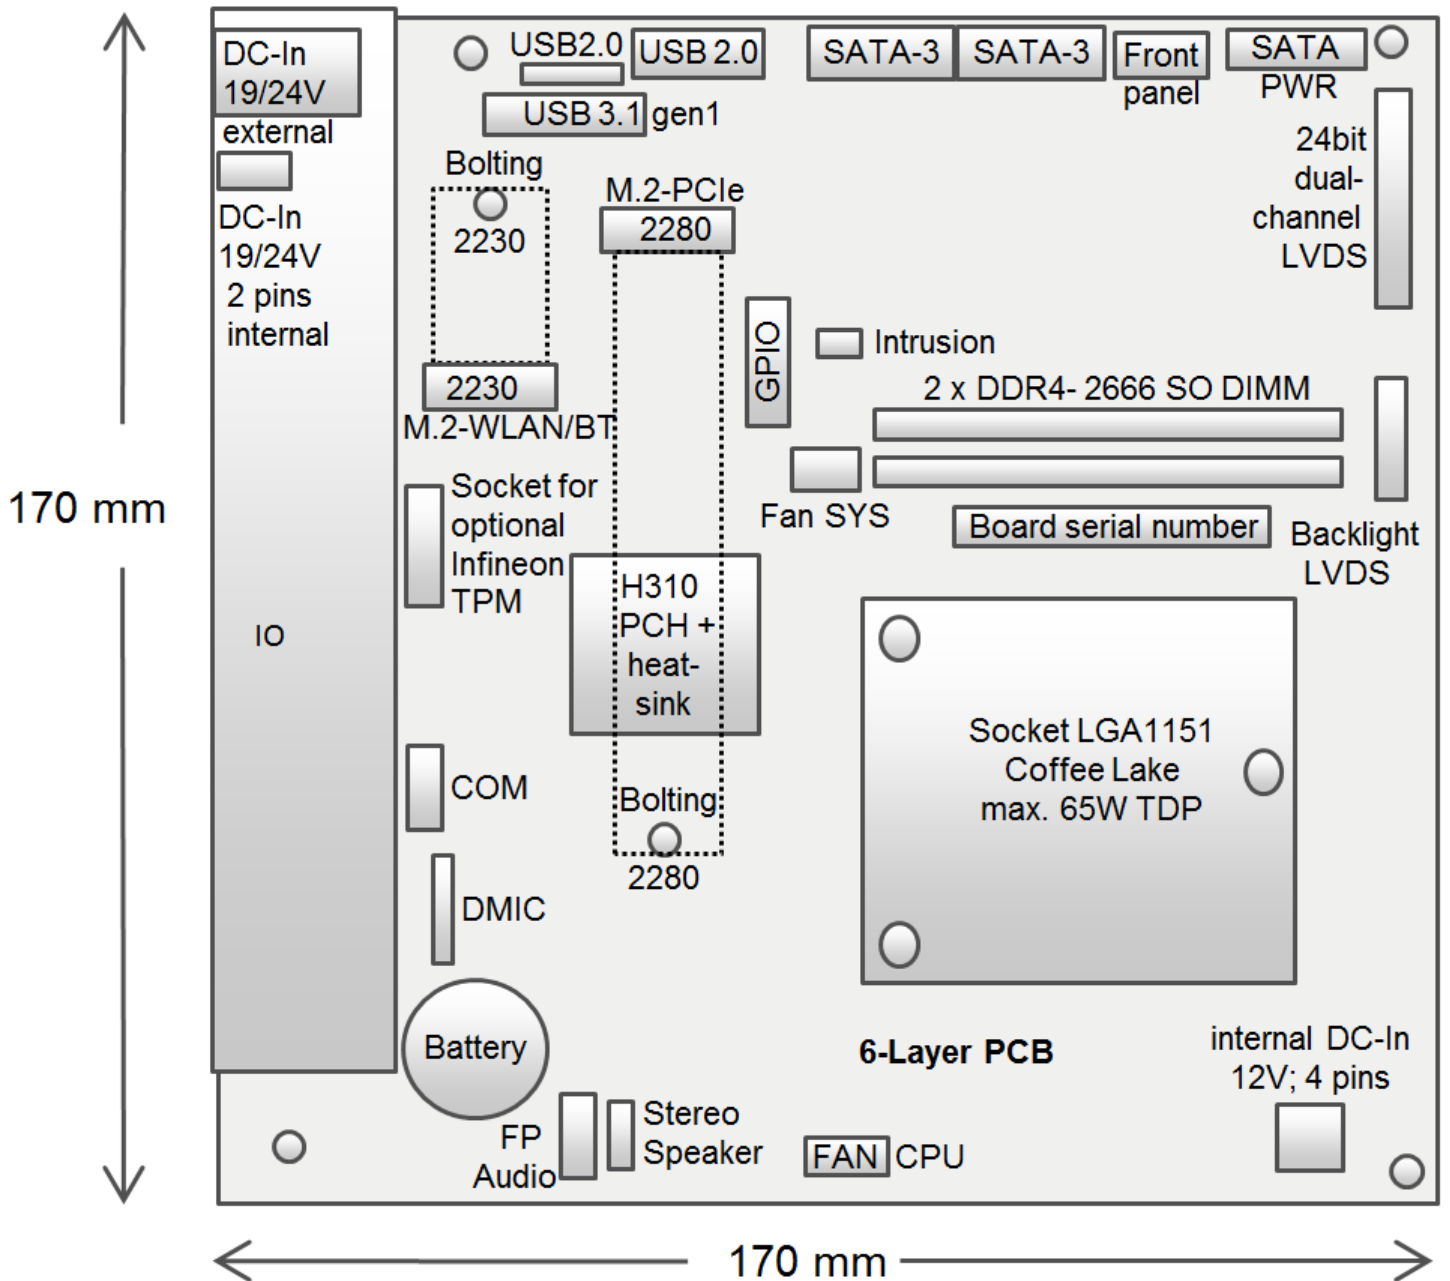 DC-In
19/24V
external
DC-In
19/24V
2 pins
internal
USB2.0
USB 2.0
USB 3.1 gen1
SATA-3
SATA-3
Front
panel
SATA
PWR
24bit
dual-
channel
LVDS
Bolting
2230
M.2-PCIe
2280
2230
M.2-WLAN/BT
GPIO
Intrusion
2 x DDR4- 2666 SO DIMM
Fan SYS
Board serial number
Backlight
LVDS
170 mm
IO
Socket for
optional
Infineon
TPM
H310
PCH +
heat-
sink
Socket LGA1151
Coffee Lake
max. 65W TDP
COM
Bolting
2280
DMIC
Battery
6-Layer PCB
internal DC-In
12V; 4 pins
FP
Audio
Stereo
Speaker
FAN CPU
170 mm